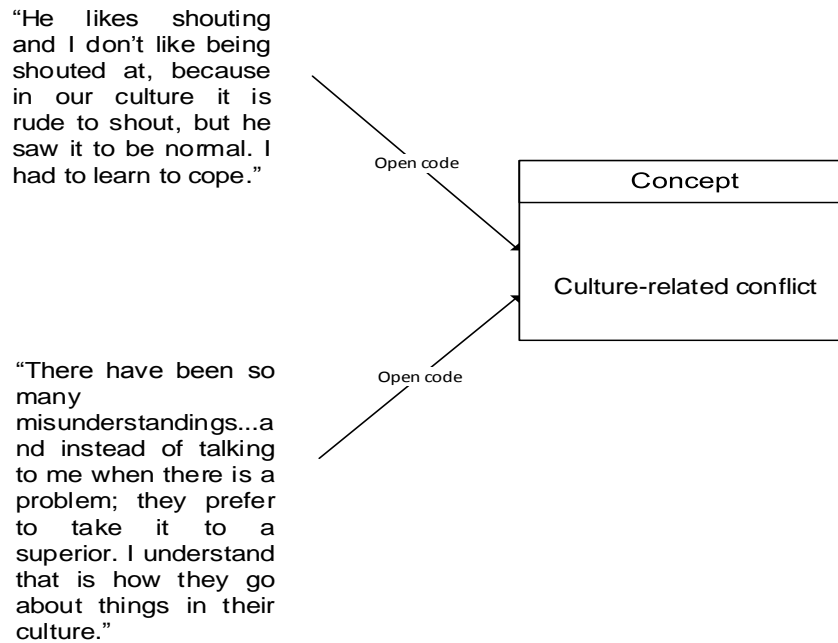 “He likes shouting
and I don’t like being
shouted at, because
in our culture it is
rude to shout, but he
saw it to be normal. I
had to learn to cope.”
Open code
Concept
Culture-related conflict
Open code
“There have been so
many
misunderstandings...a
nd instead of talking
to me when there is a
problem; they prefer
to take it to a
superior. I understand
that is how they go
about things in their
culture.”